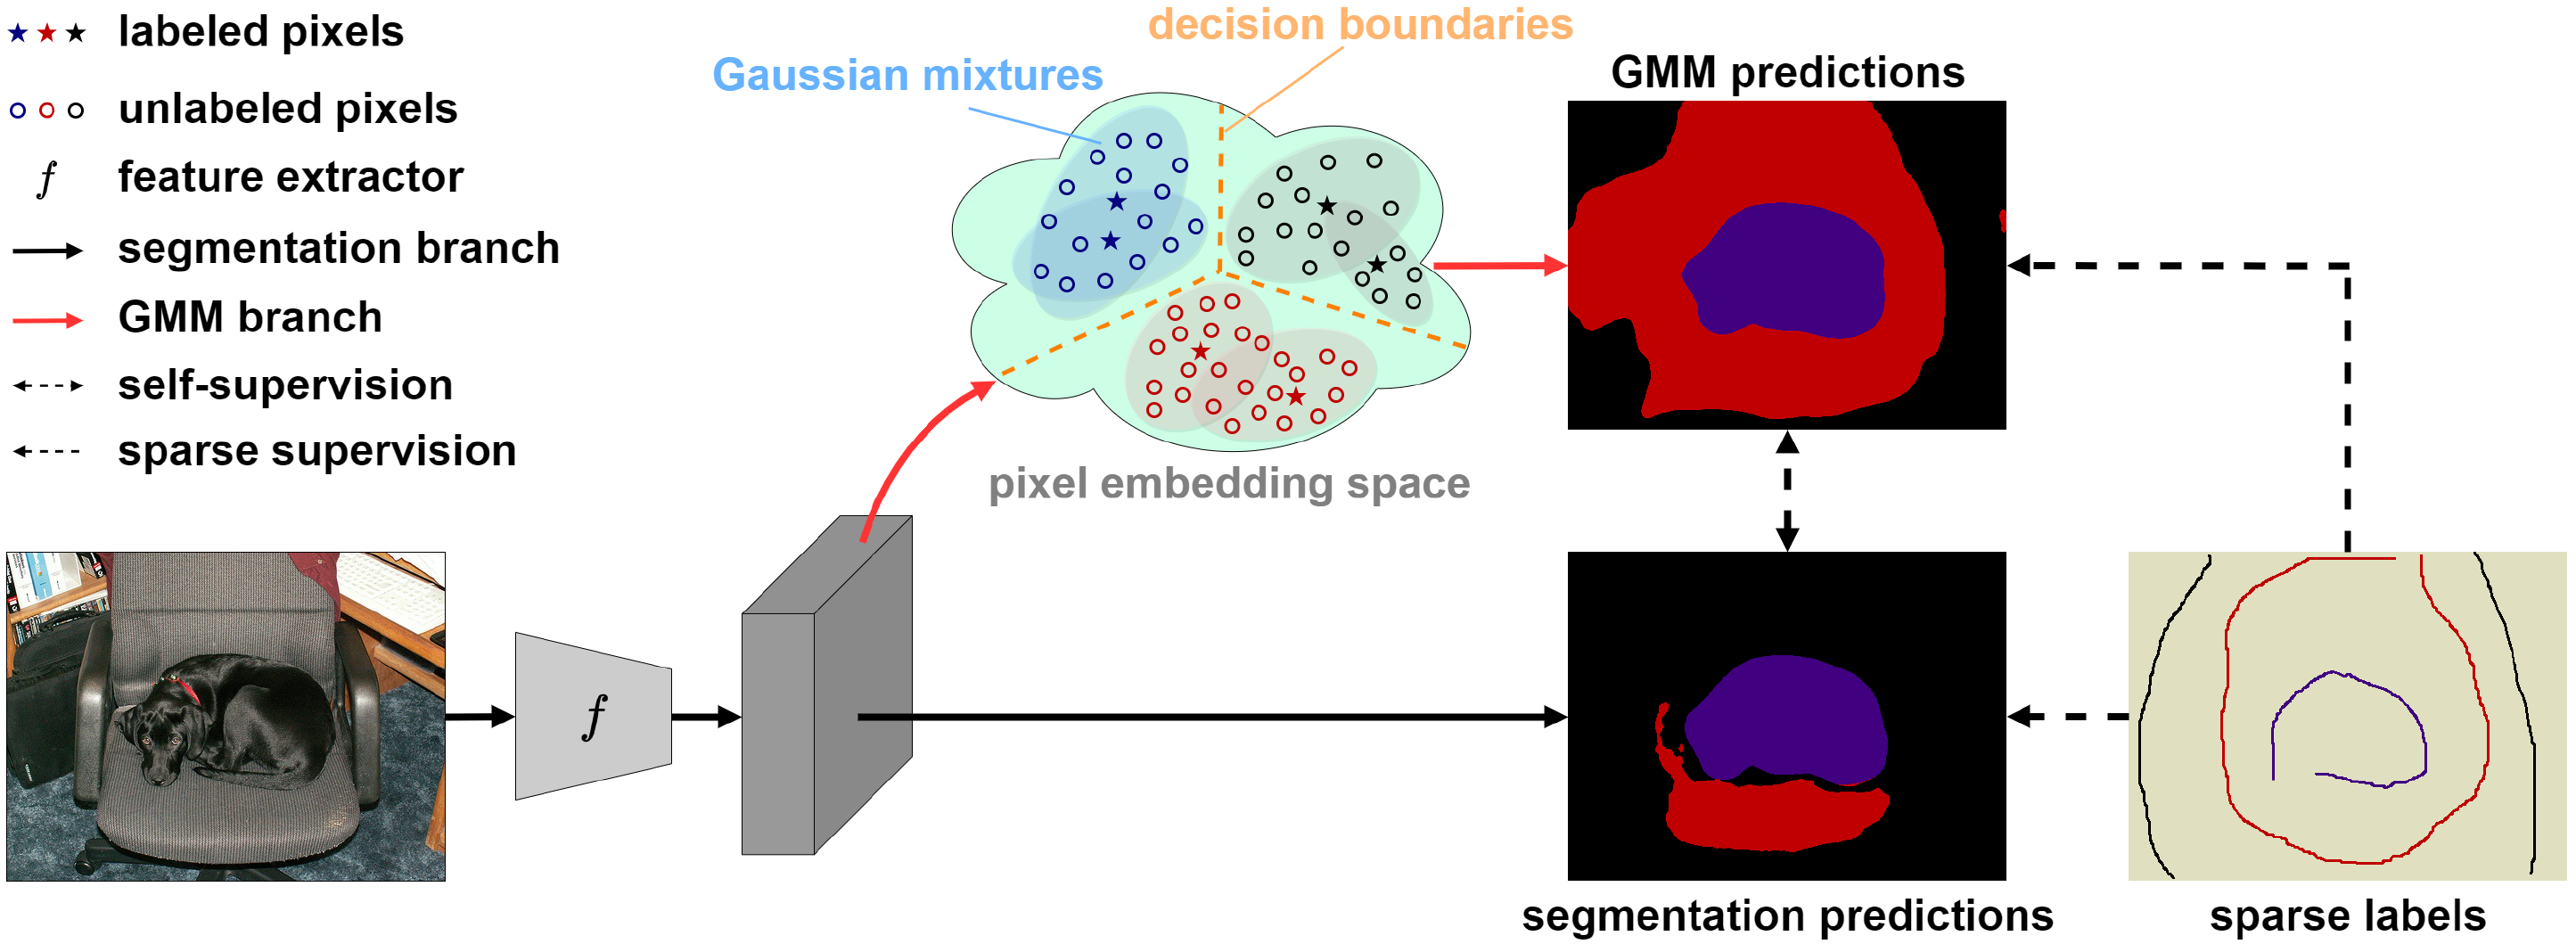 labeled pixels
unlabeled pixels
f feature extractor
segmentation branch
GMM branch
self-supervision
sparse supervision
decision boundaries
Gaussian mixtures
GMM predictions
pixel embedding space
f
segmentation predictions
sparse labels